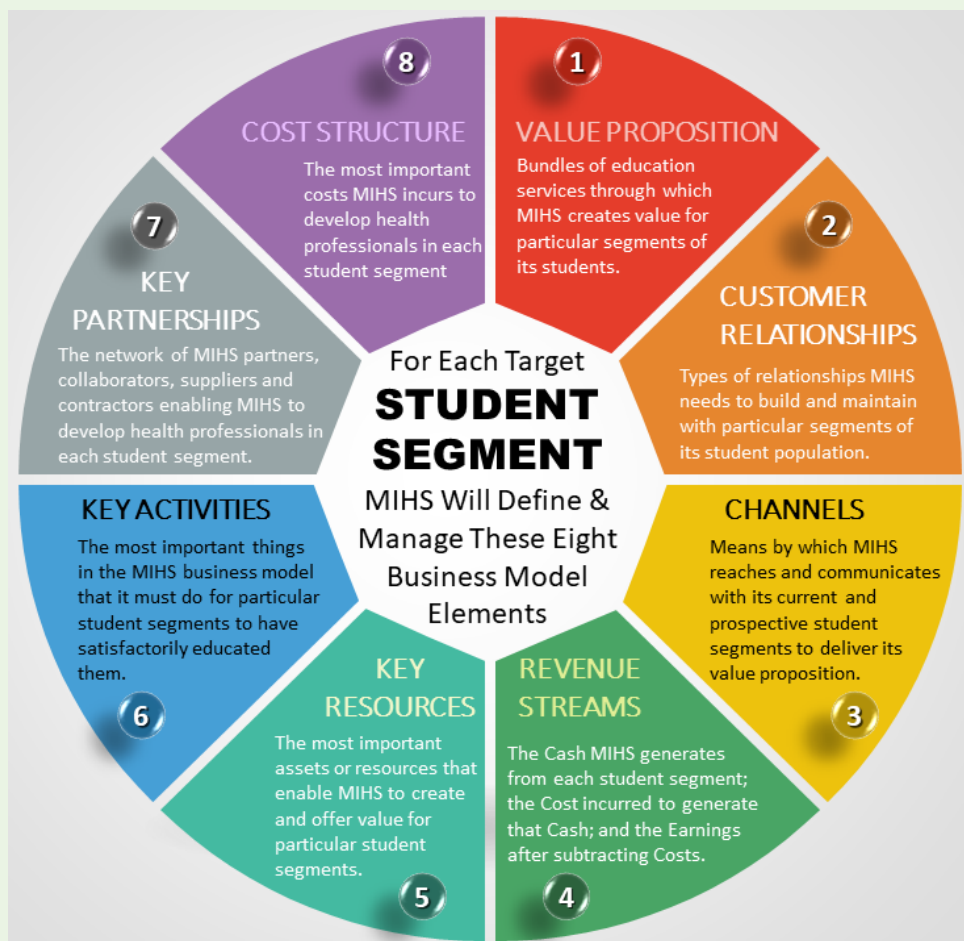 For Each Target
STUDENT
SEGMENT
MIHS Will Define &
Manage These Eight
Business Model
Elements
1
VALUE PROPOSITION
Bundles of education
services through which
MIHS creates value for
particular segments of
its students.
2
CUSTOMER
RELATIONSHIPS
Types of relationships MIHS
needs to build and maintain
with particular segments of
its student population.
CHANNELS
Means by which MIHS
reaches and communicates
with its current and
prospective student
segments to deliver its
value proposition.
3
REVENUE
STREAMS
The Cash MIHS generates
from each student segment;
the Cost incurred to generate
that Cash; and the Earnings
after subtracting Costs.
4
KEY
RESOURCES
The most important
assets or resources that
enable MIHS to create
and offer value for
particular student
segments.
5
KEY ACTIVITIES
The most important things
in the MIHS business model
that it must do for particular
student segments to have
satisfactorily educated
them.
6
7
KEY
PARTNERSHIPS
The network of MIHS partners,
collaborators, suppliers and
contractors enabling MIHS to
develop health professionals in
each student segment.
8
COST STRUCTURE
The most important
costs MIHS incurs to
develop health
professionals in each
student segment